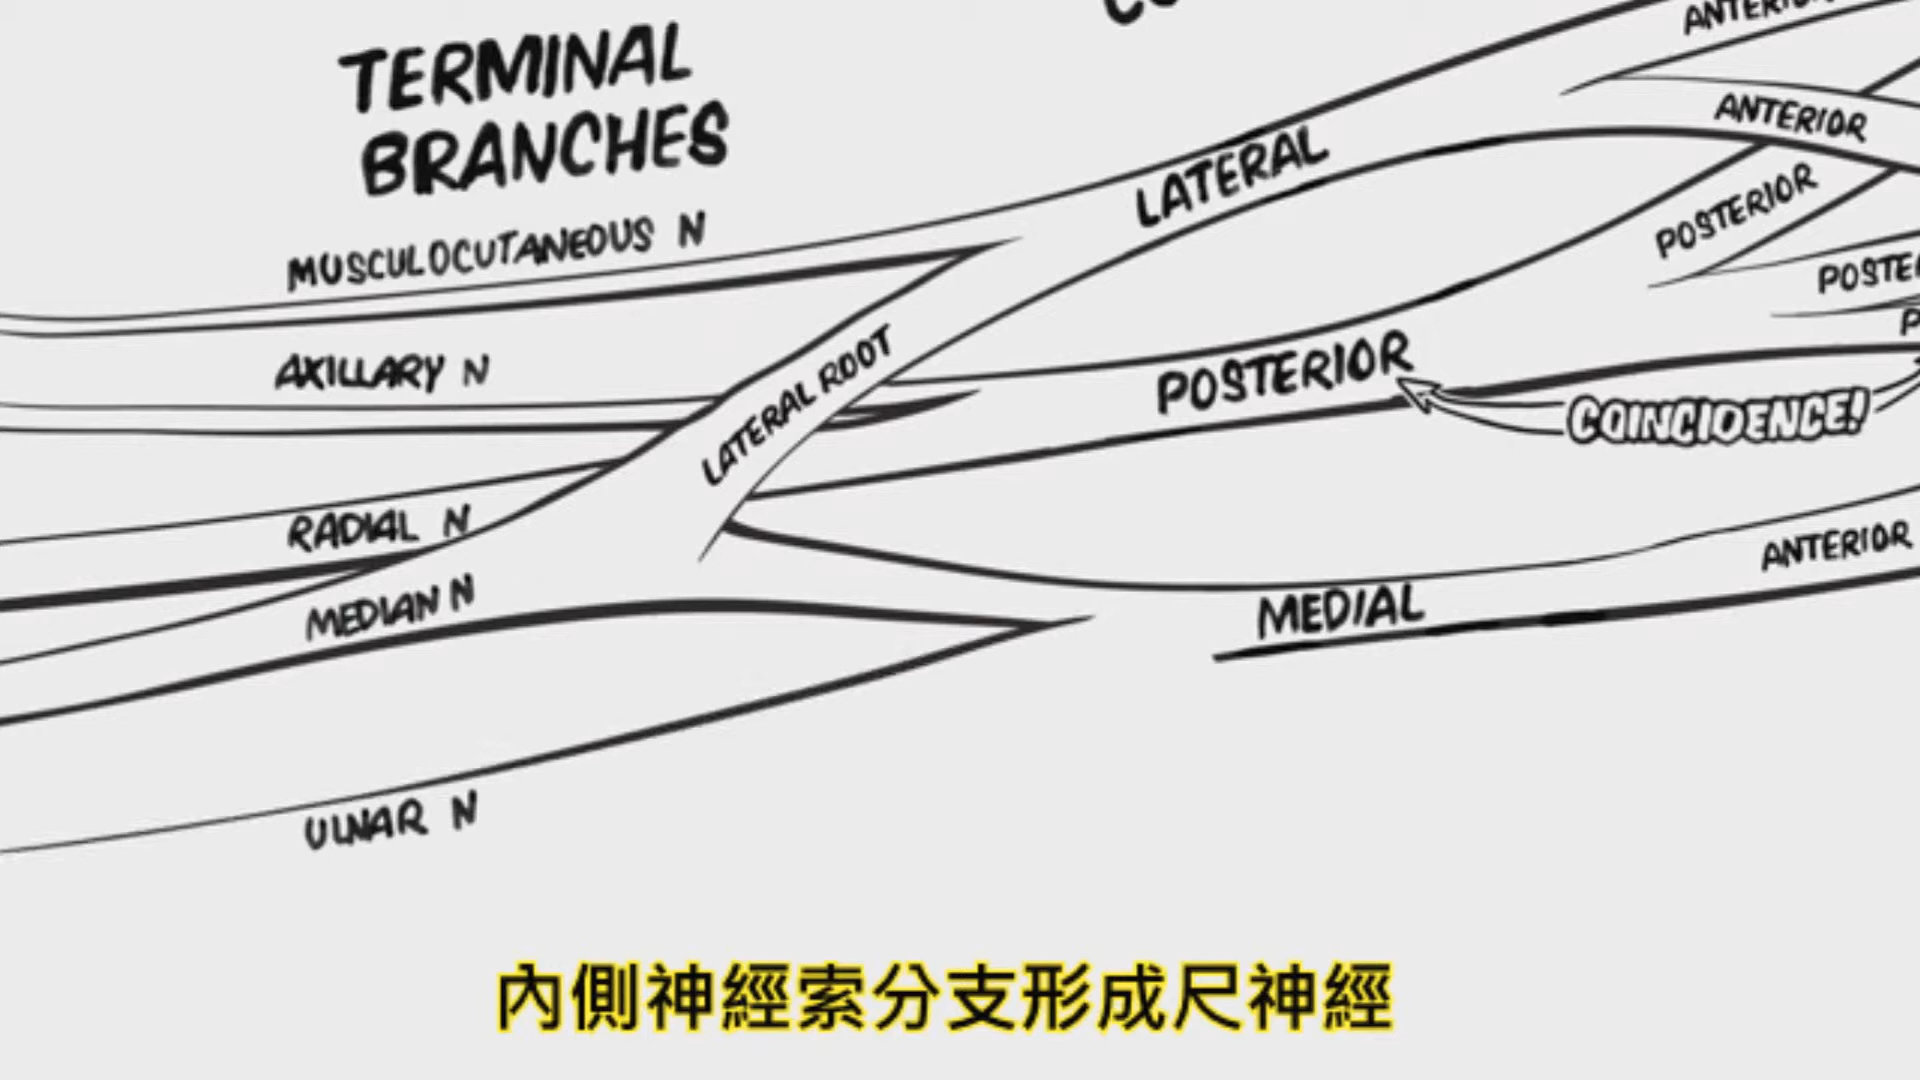 TERMINAL
BRANCHES
MUSCULOCUTANEOUS N
AXILLARY N
RADIAL N
MEDIAN N
ULNAR N
LATERAL ROOT
LATERAL
POSTERIOR
MEDIAL
ANTERIOR
POSTERIOR
COINCIDENCE!
ANTERIOR
內側神經索分支形成尺神經